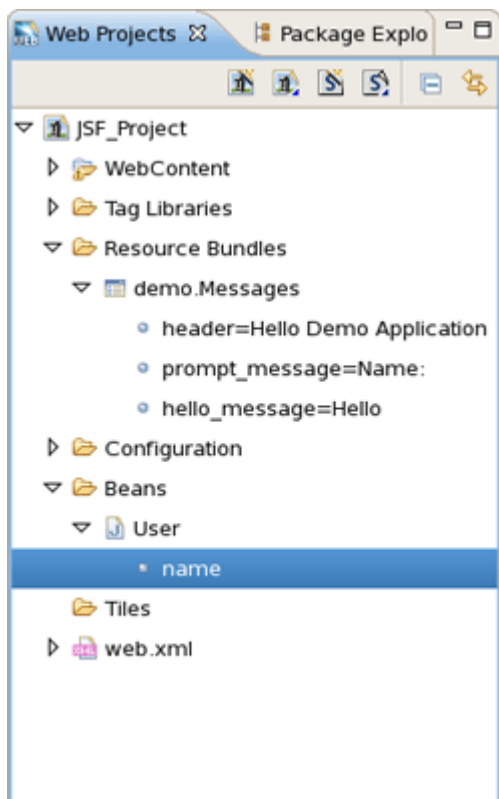 Web Projects Package Explo
JSF_Project
WebContent
Tag Libraries
Resource Bundles
demo.Messages
header=Hello Demo Application
prompt_message=Name:
hello_message=Hello
Configuration
Beans
User
name
Tiles
web.xml